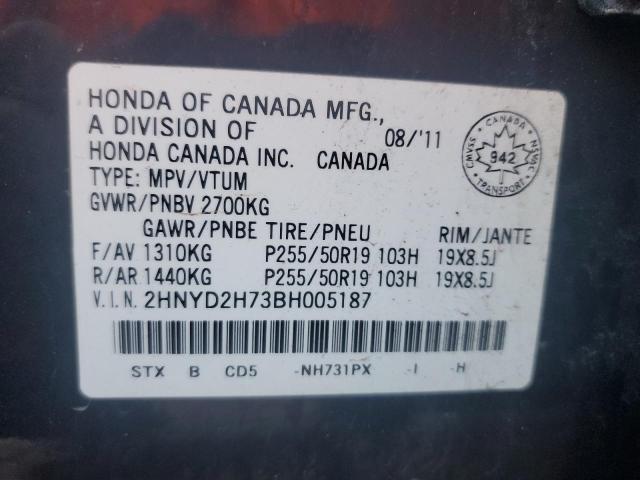 HONDA OF CANADA MFG.,
A DIVISION OF 08/'11
HONDA CANADA INC. CANADA
TYPE: MPV/VTUM
GVWR/PNBV 2700KG
GAWR/PNBE TIRE/PNEU RIM/JANTE
F/AV 1310KG P255/50R19 103H 19X8.5J
R/AR 1440KG P255/50R19 103H 19X8.5J
V.I.N. 2HNYD2H73BH005187
STX B CD5 -NH731PX -I -H
CANADA
CMVSS 942 NSVAC
TRANSPORT